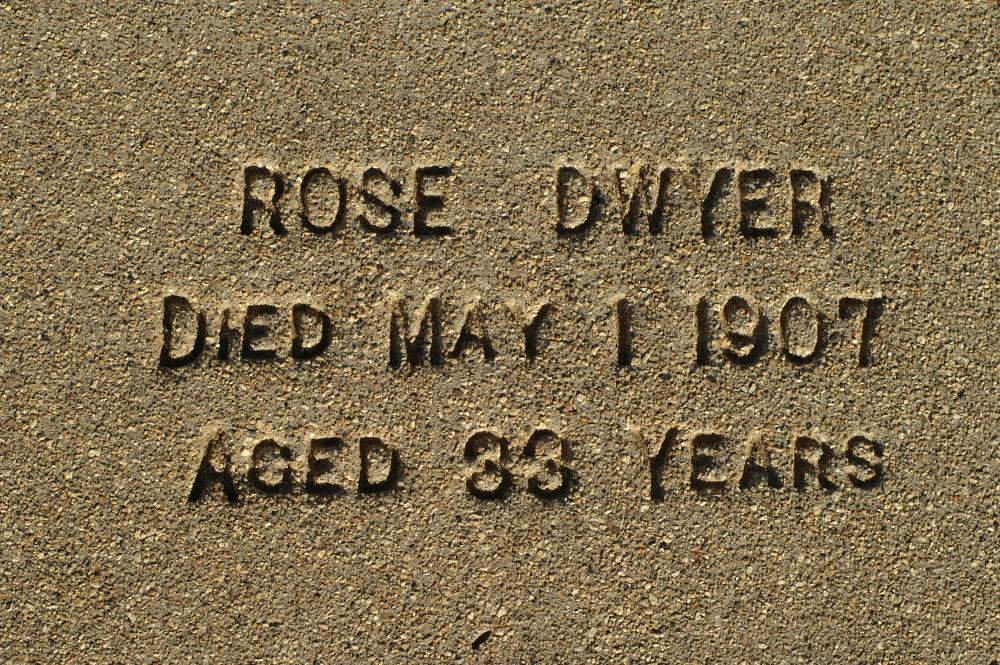 ROSE DWYER
DIED MAY 1 1907
AGED 33 YEARS